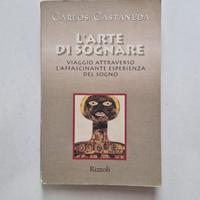 CARLOS CASTANEDA
L'ARTE
DI SOGNARE
VIAGGIO ATTRAVERSO
L'AFFASCINANTE ESPERIENZA
DEL SOGNO
Rizzoli